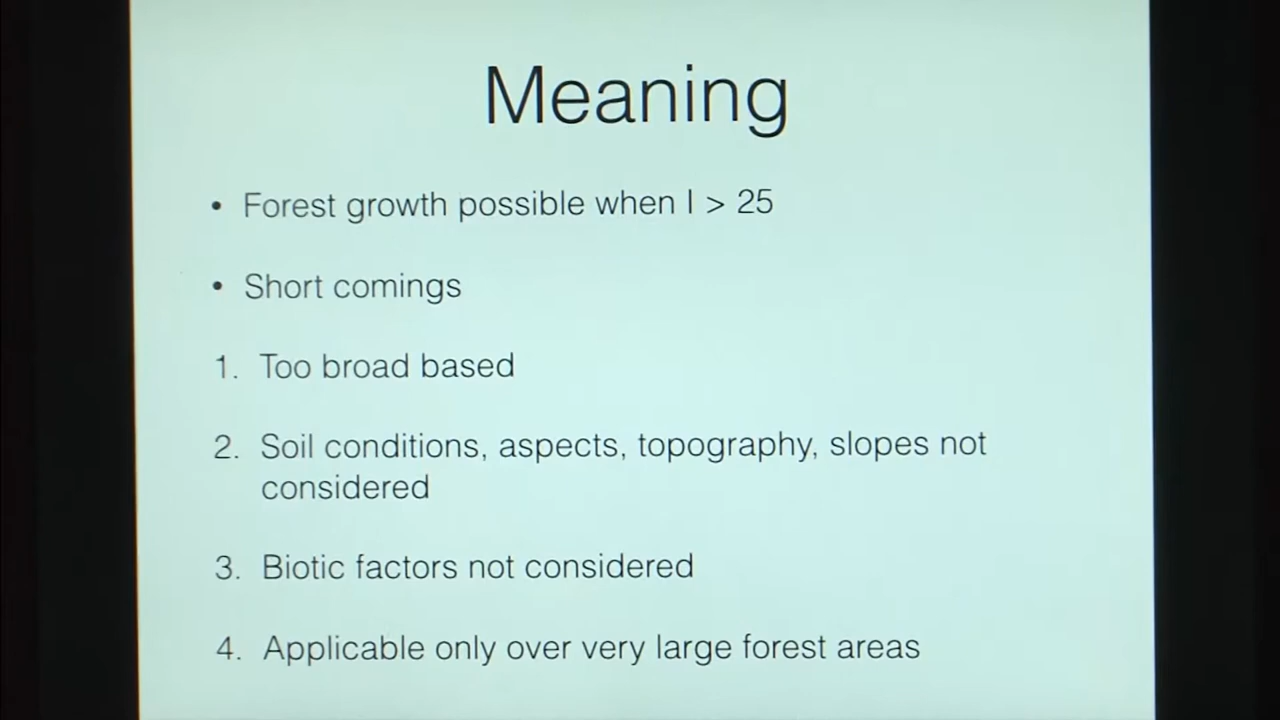 Meaning
• Forest growth possible when I > 25
• Short comings
1. Too broad based
2. Soil conditions, aspects, topography, slopes not
considered
3. Biotic factors not considered
4. Applicable only over very large forest areas